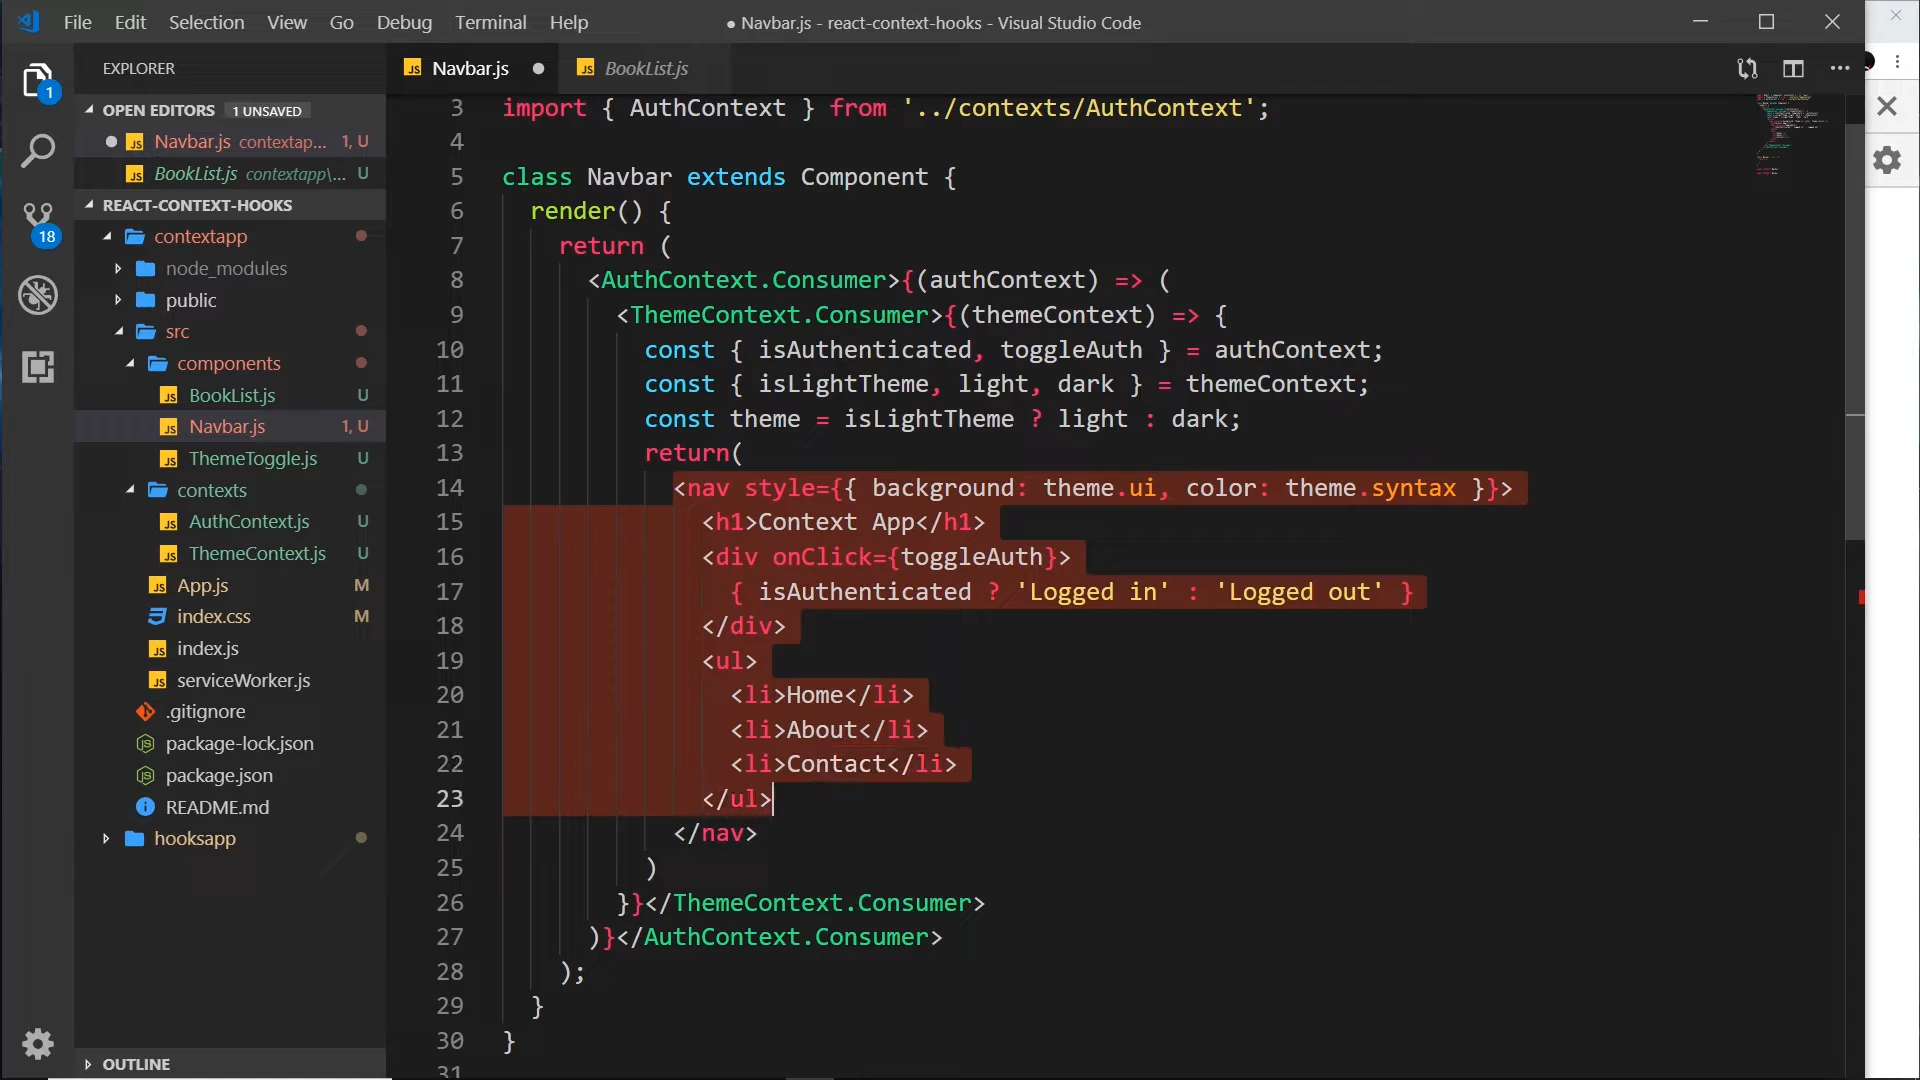 File Edit Selection View Go Debug Terminal Help
● Navbar.js - react-context-hooks - Visual Studio Code
EXPLORER
OPEN EDITORS 1 UNSAVED
Navbar.js contextap... 1, U
BookList.js contextapp\... U
REACT-CONTEXT-HOOKS
contextapp
node_modules
public
src
components
BookList.js U
Navbar.js 1, U
ThemeToggle.js U
contexts
AuthContext.js U
ThemeContext.js U
App.js M
index.css M
index.js
serviceWorker.js
.gitignore
package-lock.json
package.json
README.md
hooksapp
OUTLINE
1
18
Navbar.js ●
BookList.js
3 import { AuthContext } from '../contexts/AuthContext';
4
5 class Navbar extends Component {
6 render() {
7 return (
8 <AuthContext.Consumer>{(authContext) => (
9 <ThemeContext.Consumer>{(themeContext) => {
10 const { isAuthenticated, toggleAuth } = authContext;
11 const { isLightTheme, light, dark } = themeContext;
12 const theme = isLightTheme ? light : dark;
13 return(
14 <nav style={{ background: theme.ui, color: theme.syntax }}>
15 <h1>Context App</h1>
16 <div onClick={toggleAuth}>
17 { isAuthenticated ? 'Logged in' : 'Logged out' }
18 </div>
19 <ul>
20 <li>Home</li>
21 <li>About</li>
22 <li>Contact</li>
23 </ul>
24 </nav>
25 )
26 }}</ThemeContext.Consumer>
27 )}</AuthContext.Consumer>
28 );
29 }
30 }
31